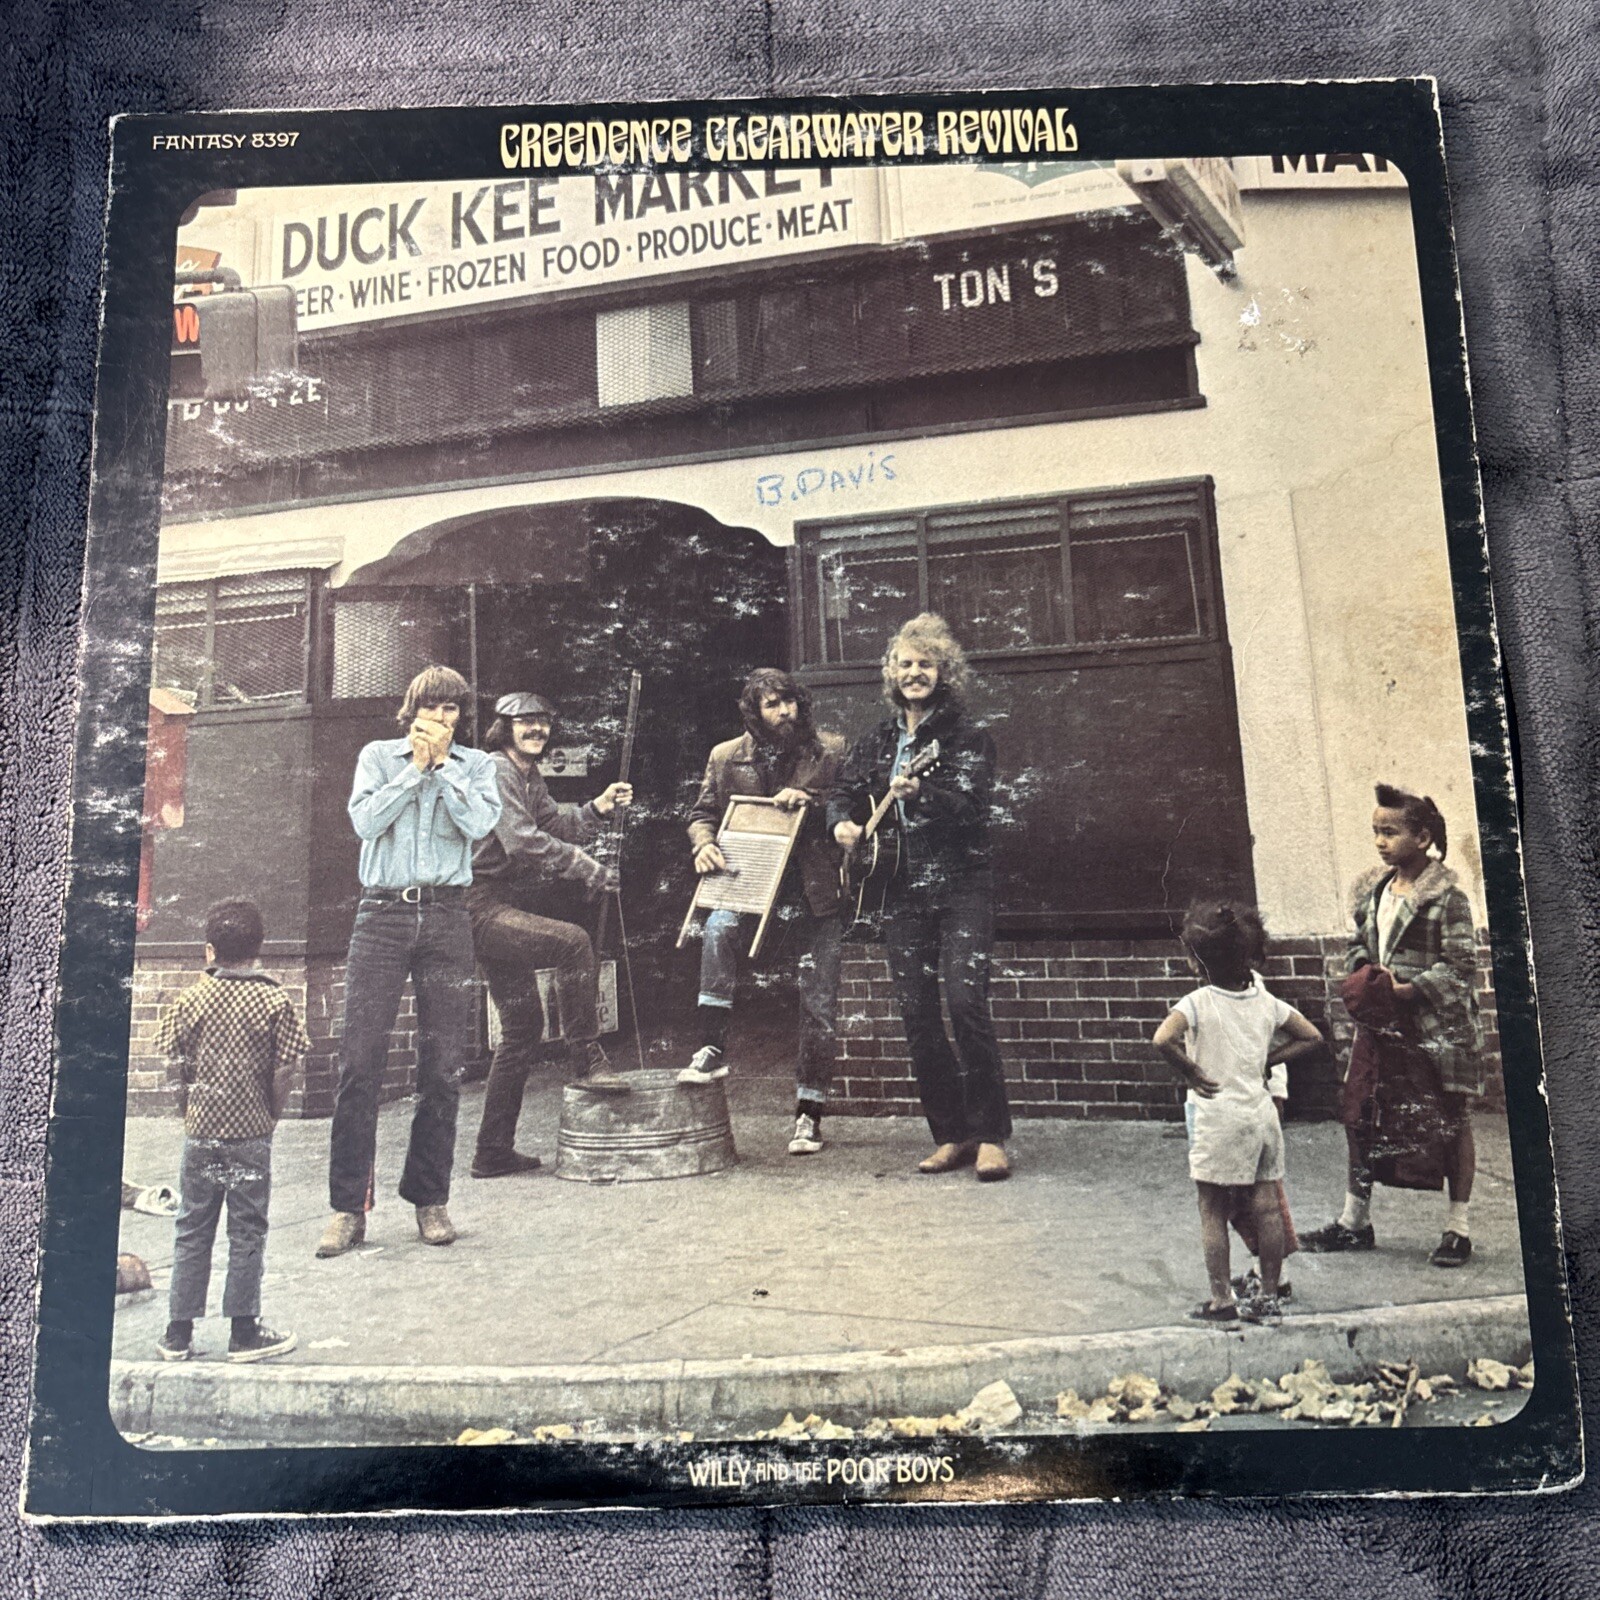 FANTASY 8397
CREEDENCE CLEARWATER REVIVAL
DUCK KEE MARKET
EER · WINE · FROZEN FOOD · PRODUCE · MEAT
TON'S
B. DAVIS
WILLY AND THE POOR BOYS